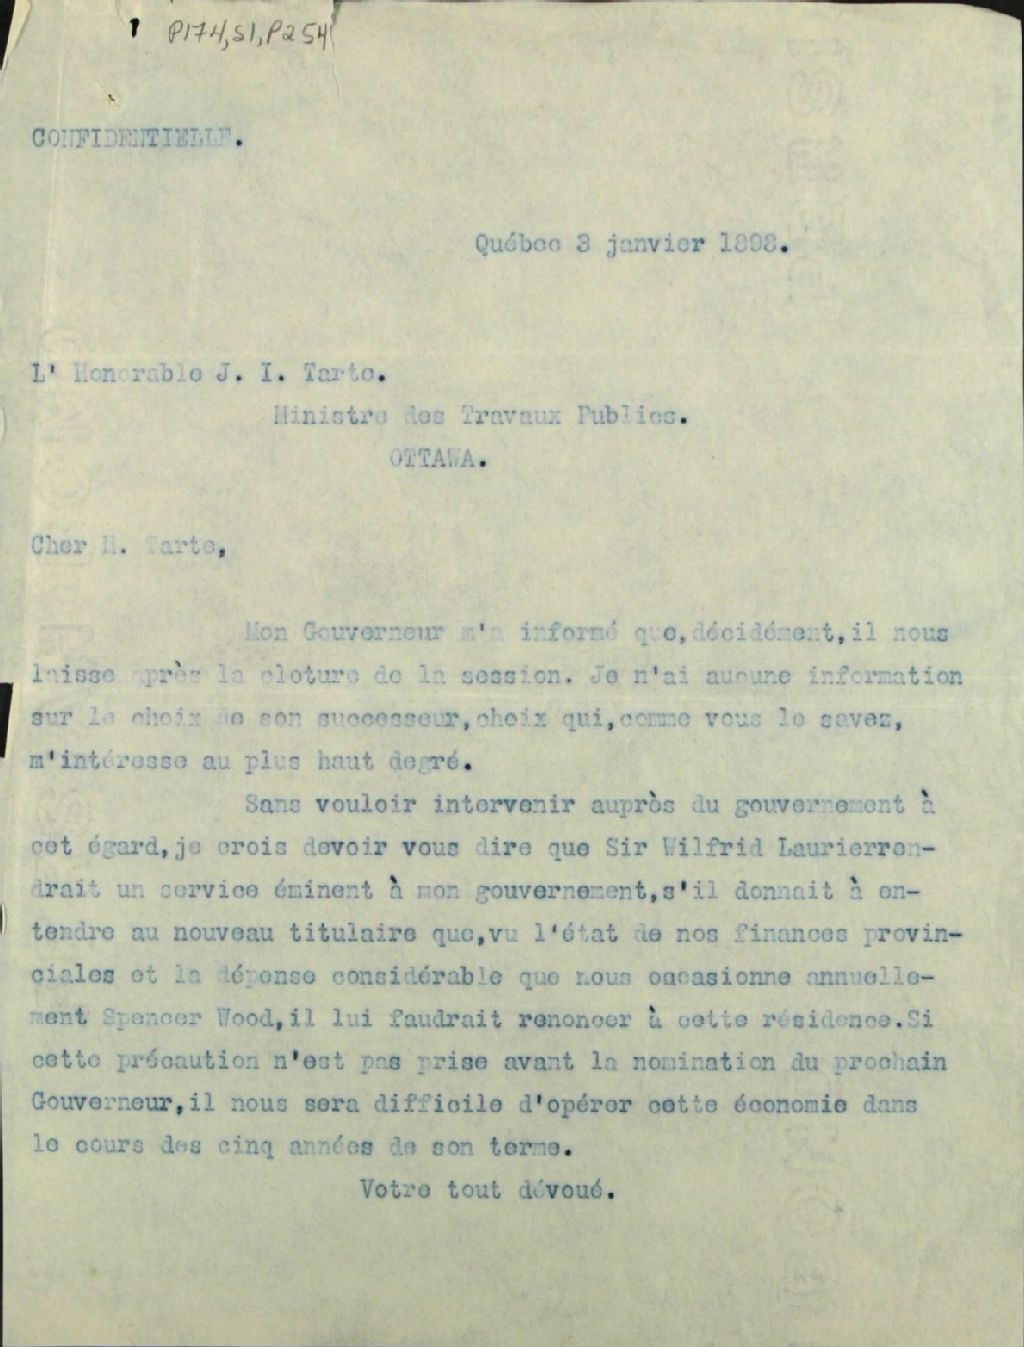 P174,S1,P254
CONFIDENTIELLE.
Québec 3 janvier 1898.
L' Honorable J. I. Tarte.
Ministre des Travaux Publics.
OTTAWA.
Cher M. Tarte,
Mon Gouverneur m'a informé que,décidément,il nous
laisse après la cloture de la session. Je n'ai aucune information
sur le choix de son successeur,choix qui,comme vous le savez,
m'intéresse au plus haut degré.
Sans vouloir intervenir auprès du gouvernement à
cet égard,je crois devoir vous dire que Sir Wilfrid Laurierren-
drait un service éminent à mon gouvernement,s'il donnait à en-
tendre au nouveau titulaire que,vu l'état de nos finances provin-
ciales et la dépense considérable que nous occasionne annuelle-
ment Spencer Wood,il lui faudrait renoncer à cette résidence.Si
cette précaution n'est pas prise avant la nomination du prochain
Gouverneur,il nous sera difficile d'opérer cette économie dans
le cours des cinq années de son terme.
Votre tout dévoué.